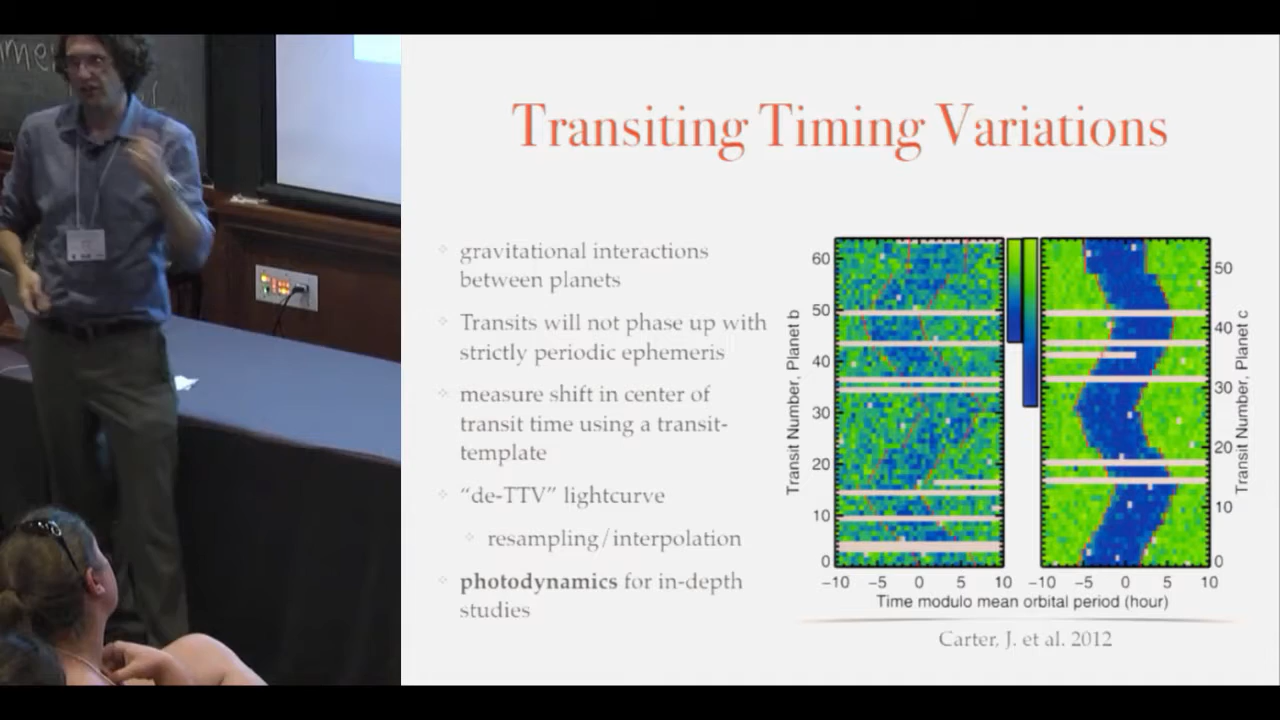 Transiting Timing Variations
gravitational interactions
between planets
Transits will not phase up with
strictly periodic ephemeris
measure shift in center of
transit time using a transit-
template
“de-TTV” lightcurve
resampling/interpolation
photodynamics for in-depth
studies
Transit Number, Planet b
60
50
40
30
20
10
0
−10 −5 0 5 10
−10 −5 0 5 10
50
40
30
20
10
0
Transit Number, Planet c
Time modulo mean orbital period (hour)
Carter, J. et al. 2012